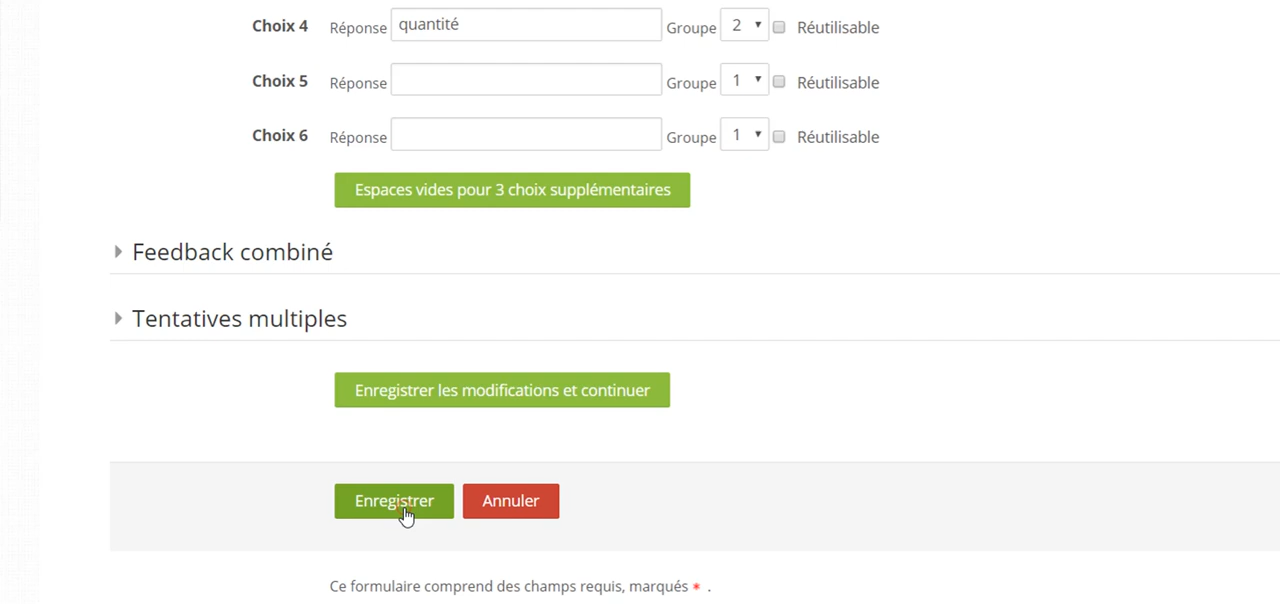 Choix 4 Réponse quantité Groupe 2 Réutilisable
Choix 5 Réponse Groupe 1 Réutilisable
Choix 6 Réponse Groupe 1 Réutilisable
Espaces vides pour 3 choix supplémentaires
Feedback combiné
Tentatives multiples
Enregistrer les modifications et continuer
Enregistrer Annuler
Ce formulaire comprend des champs requis, marqués * .